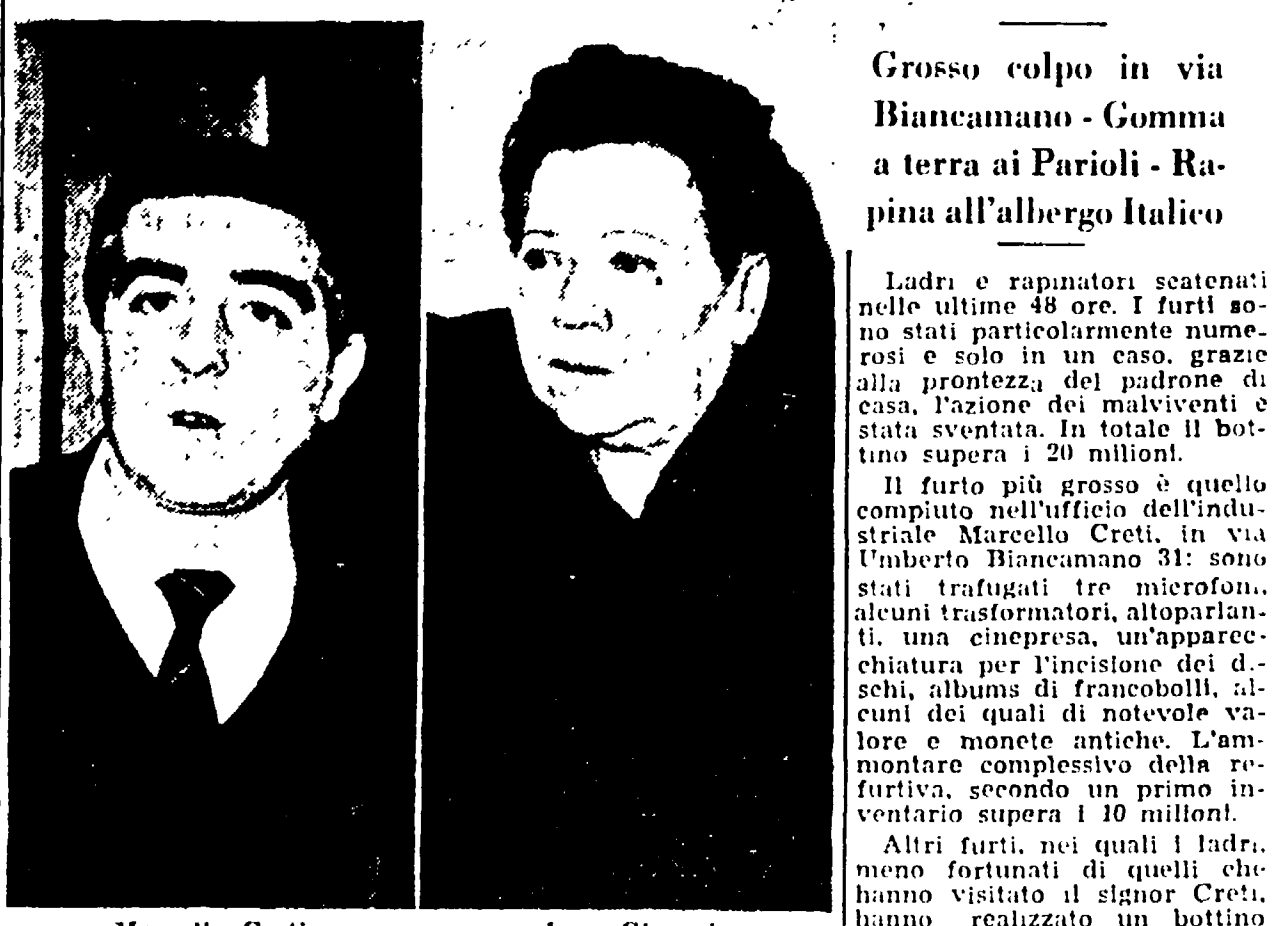 Grosso colpo in via
Biancamano - Gomma
a terra ai Parioli - Ra-
pina all'albergo Italico
Ladri e rapinatori scatenati
nelle ultime 48 ore. I furti so-
no stati particolarmente nume-
rosi e solo in un caso, grazie
alla prontezza del padrone di
casa, l'azione dei malviventi e
stata sventata. In totale il bot-
tino supera i 20 milioni.
Il furto più grosso è quello
compiuto nell'ufficio dell'indu-
striale Marcello Creti, in via
Umberto Biancamano 31: sono
stati trafugati tre microfoni,
alcuni trasformatori, altoparlan-
ti, una cinepresa, un'apparec-
chiatura per l'incisione dei di-
schi, albums di francobolli, al-
cuni dei quali di notevole va-
lore e monete antiche. L'am-
montare complessivo della re-
furtiva, secondo un primo in-
ventario supera i 10 milioni.
Altri furti, nei quali i ladri,
meno fortunati di quelli che
hanno visitato il signor Creti,
hanno realizzato un bottino